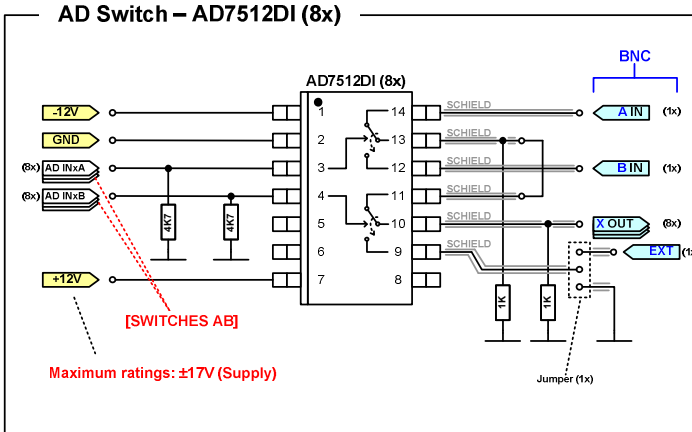 AD Switch – AD7512DI (8x)
BNC
AD7512DI (8x)
-12V
1
14
SCHIELD
A IN
(1x)
GND
2
13
SCHIELD
(8x)
AD INxA
3
12
SCHIELD
B IN
(1x)
(8x)
AD INxB
4
11
SCHIELD
4K7
4K7
5
10
SCHIELD
X OUT
(8x)
6
9
SCHIELD
EXT
(1x
+12V
7
8
1K
1K
[SWITCHES AB]
Maximum ratings: ±17V (Supply)
Jumper (1x)